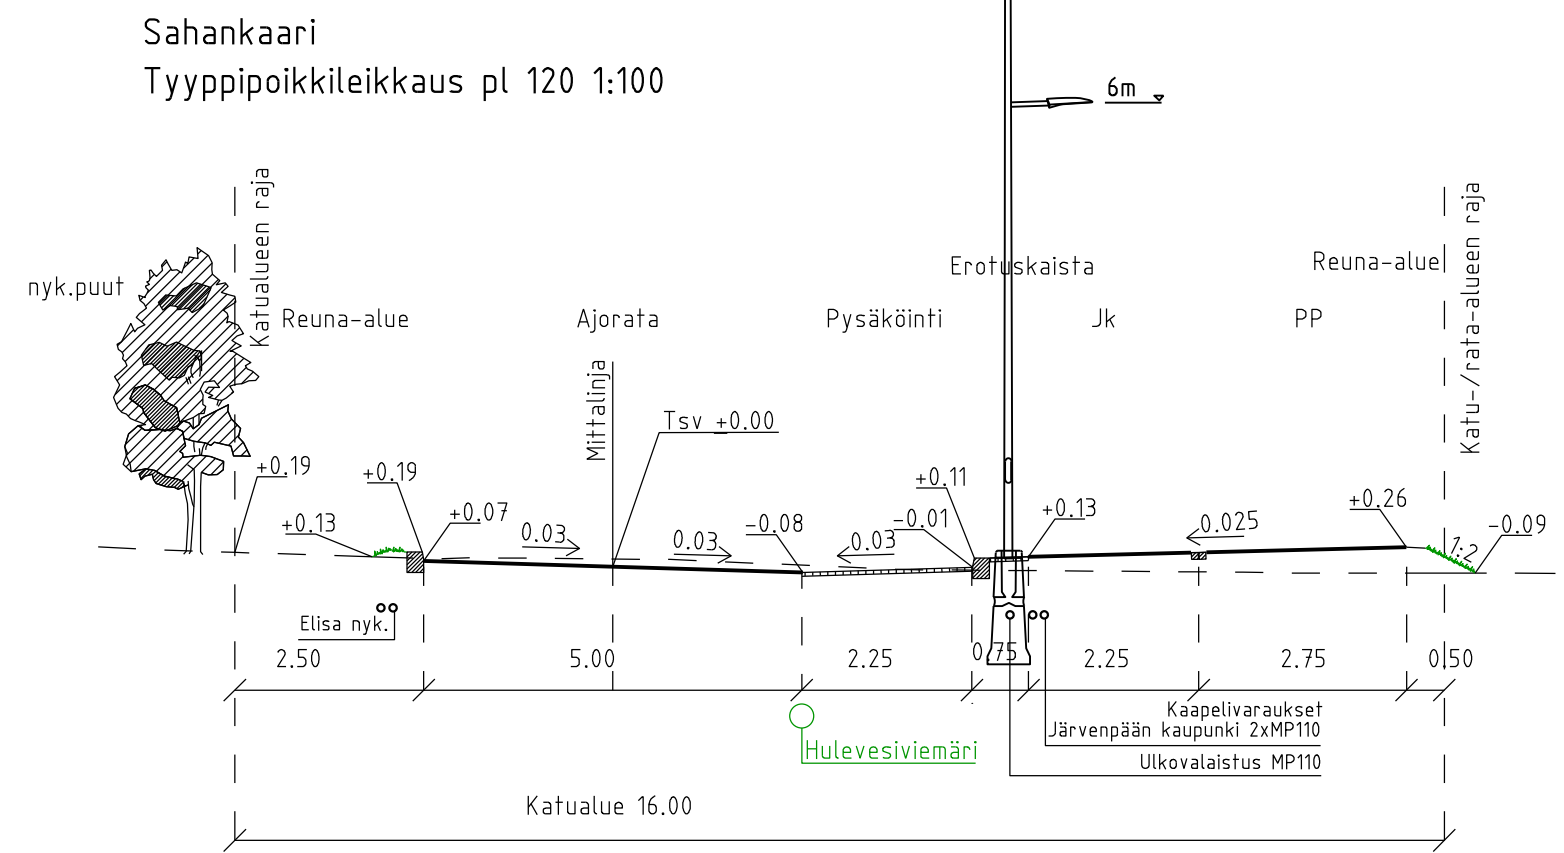 Sahankaari
Tyyppipoikkileikkaus pl 120 1:100
6m
Katualueen raja
Katu-/rata-alueen raja
nyk.puut
Reuna-alue
Ajorata
Pysäköinti
Erotuskaista
Jk
PP
Reuna-alue
Mittalinja
Tsv +0.00
+0.19
+0.13
+0.19
+0.07
0.03
0.03
-0.08
0.03
-0.01
+0.11
+0.13
0.025
+0.26
1:2
-0.09
Elisa nyk.
2.50
5.00
2.25
0.75
2.25
2.75
0.50
Kaapelivaraukset
Järvenpään kaupunki 2xMP110
Ulkovalaistus MP110
Hulevesiviemäri
Katualue 16.00